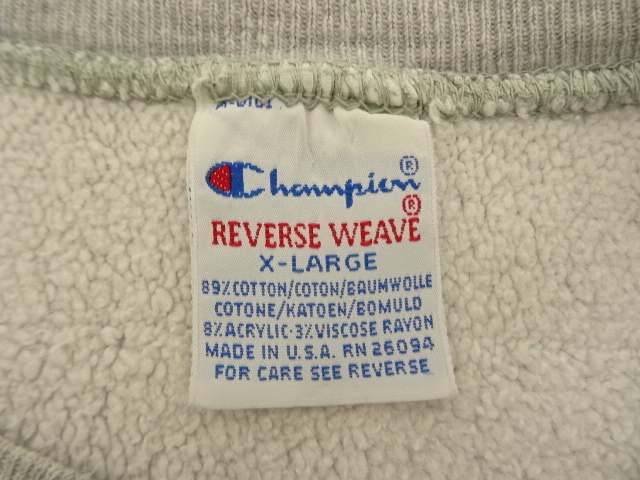 Champion®
REVERSE WEAVE®
X-LARGE
89% COTTON/COTON/BAUMWOLLE
COTONE/KATOEN/BOMULD
8% ACRYLIC·3% VISCOSE RAYON
MADE IN U.S.A. RN 26094
FOR CARE SEE REVERSE